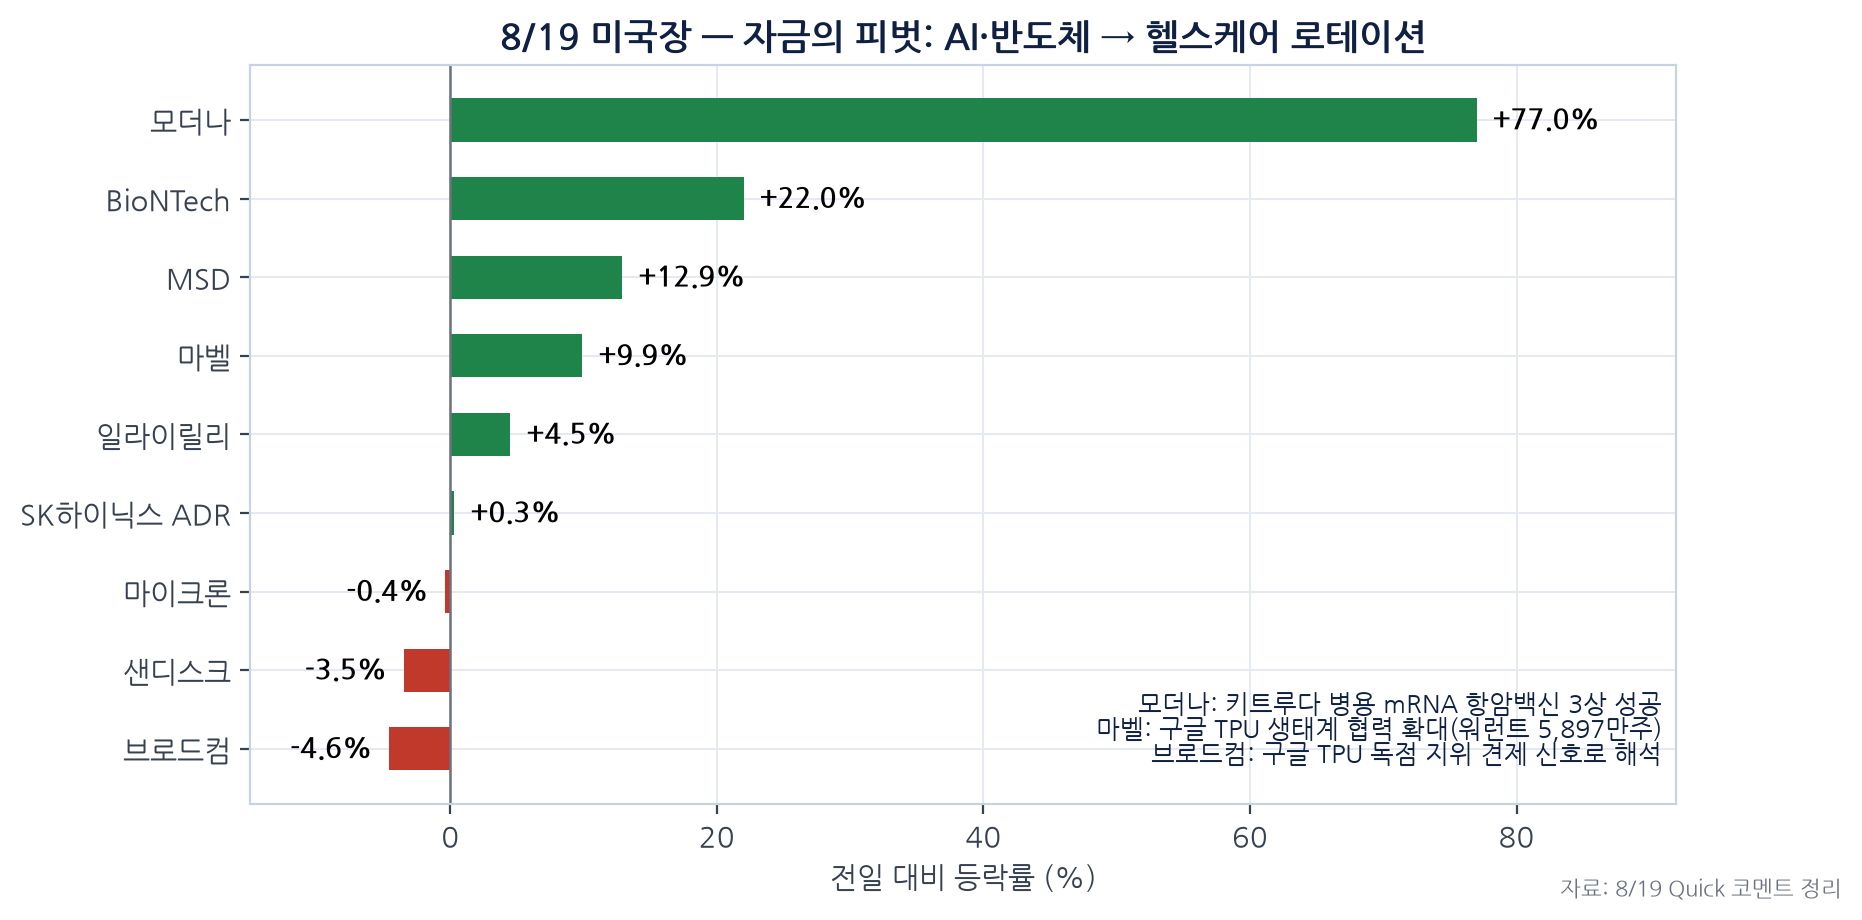 8/19 미국장 — 자금의 피벗: AI·반도체 → 헬스케어 로테이션
모더나 +77.0%
BioNTech +22.0%
MSD +12.9%
마벨 +9.9%
일라이릴리 +4.5%
SK하이닉스 ADR +0.3%
마이크론 -0.4%
샌디스크 -3.5%
브로드컴 -4.6%
모더나: 키트루다 병용 mRNA 항암백신 3상 성공
마벨: 구글 TPU 생태계 협력 확대(워런트 5,897만주)
브로드컴: 구글 TPU 독점 지위 견제 신호로 해석
0 20 40 60 80
전일 대비 등락률 (%)
자료: 8/19 Quick 코멘트 정리